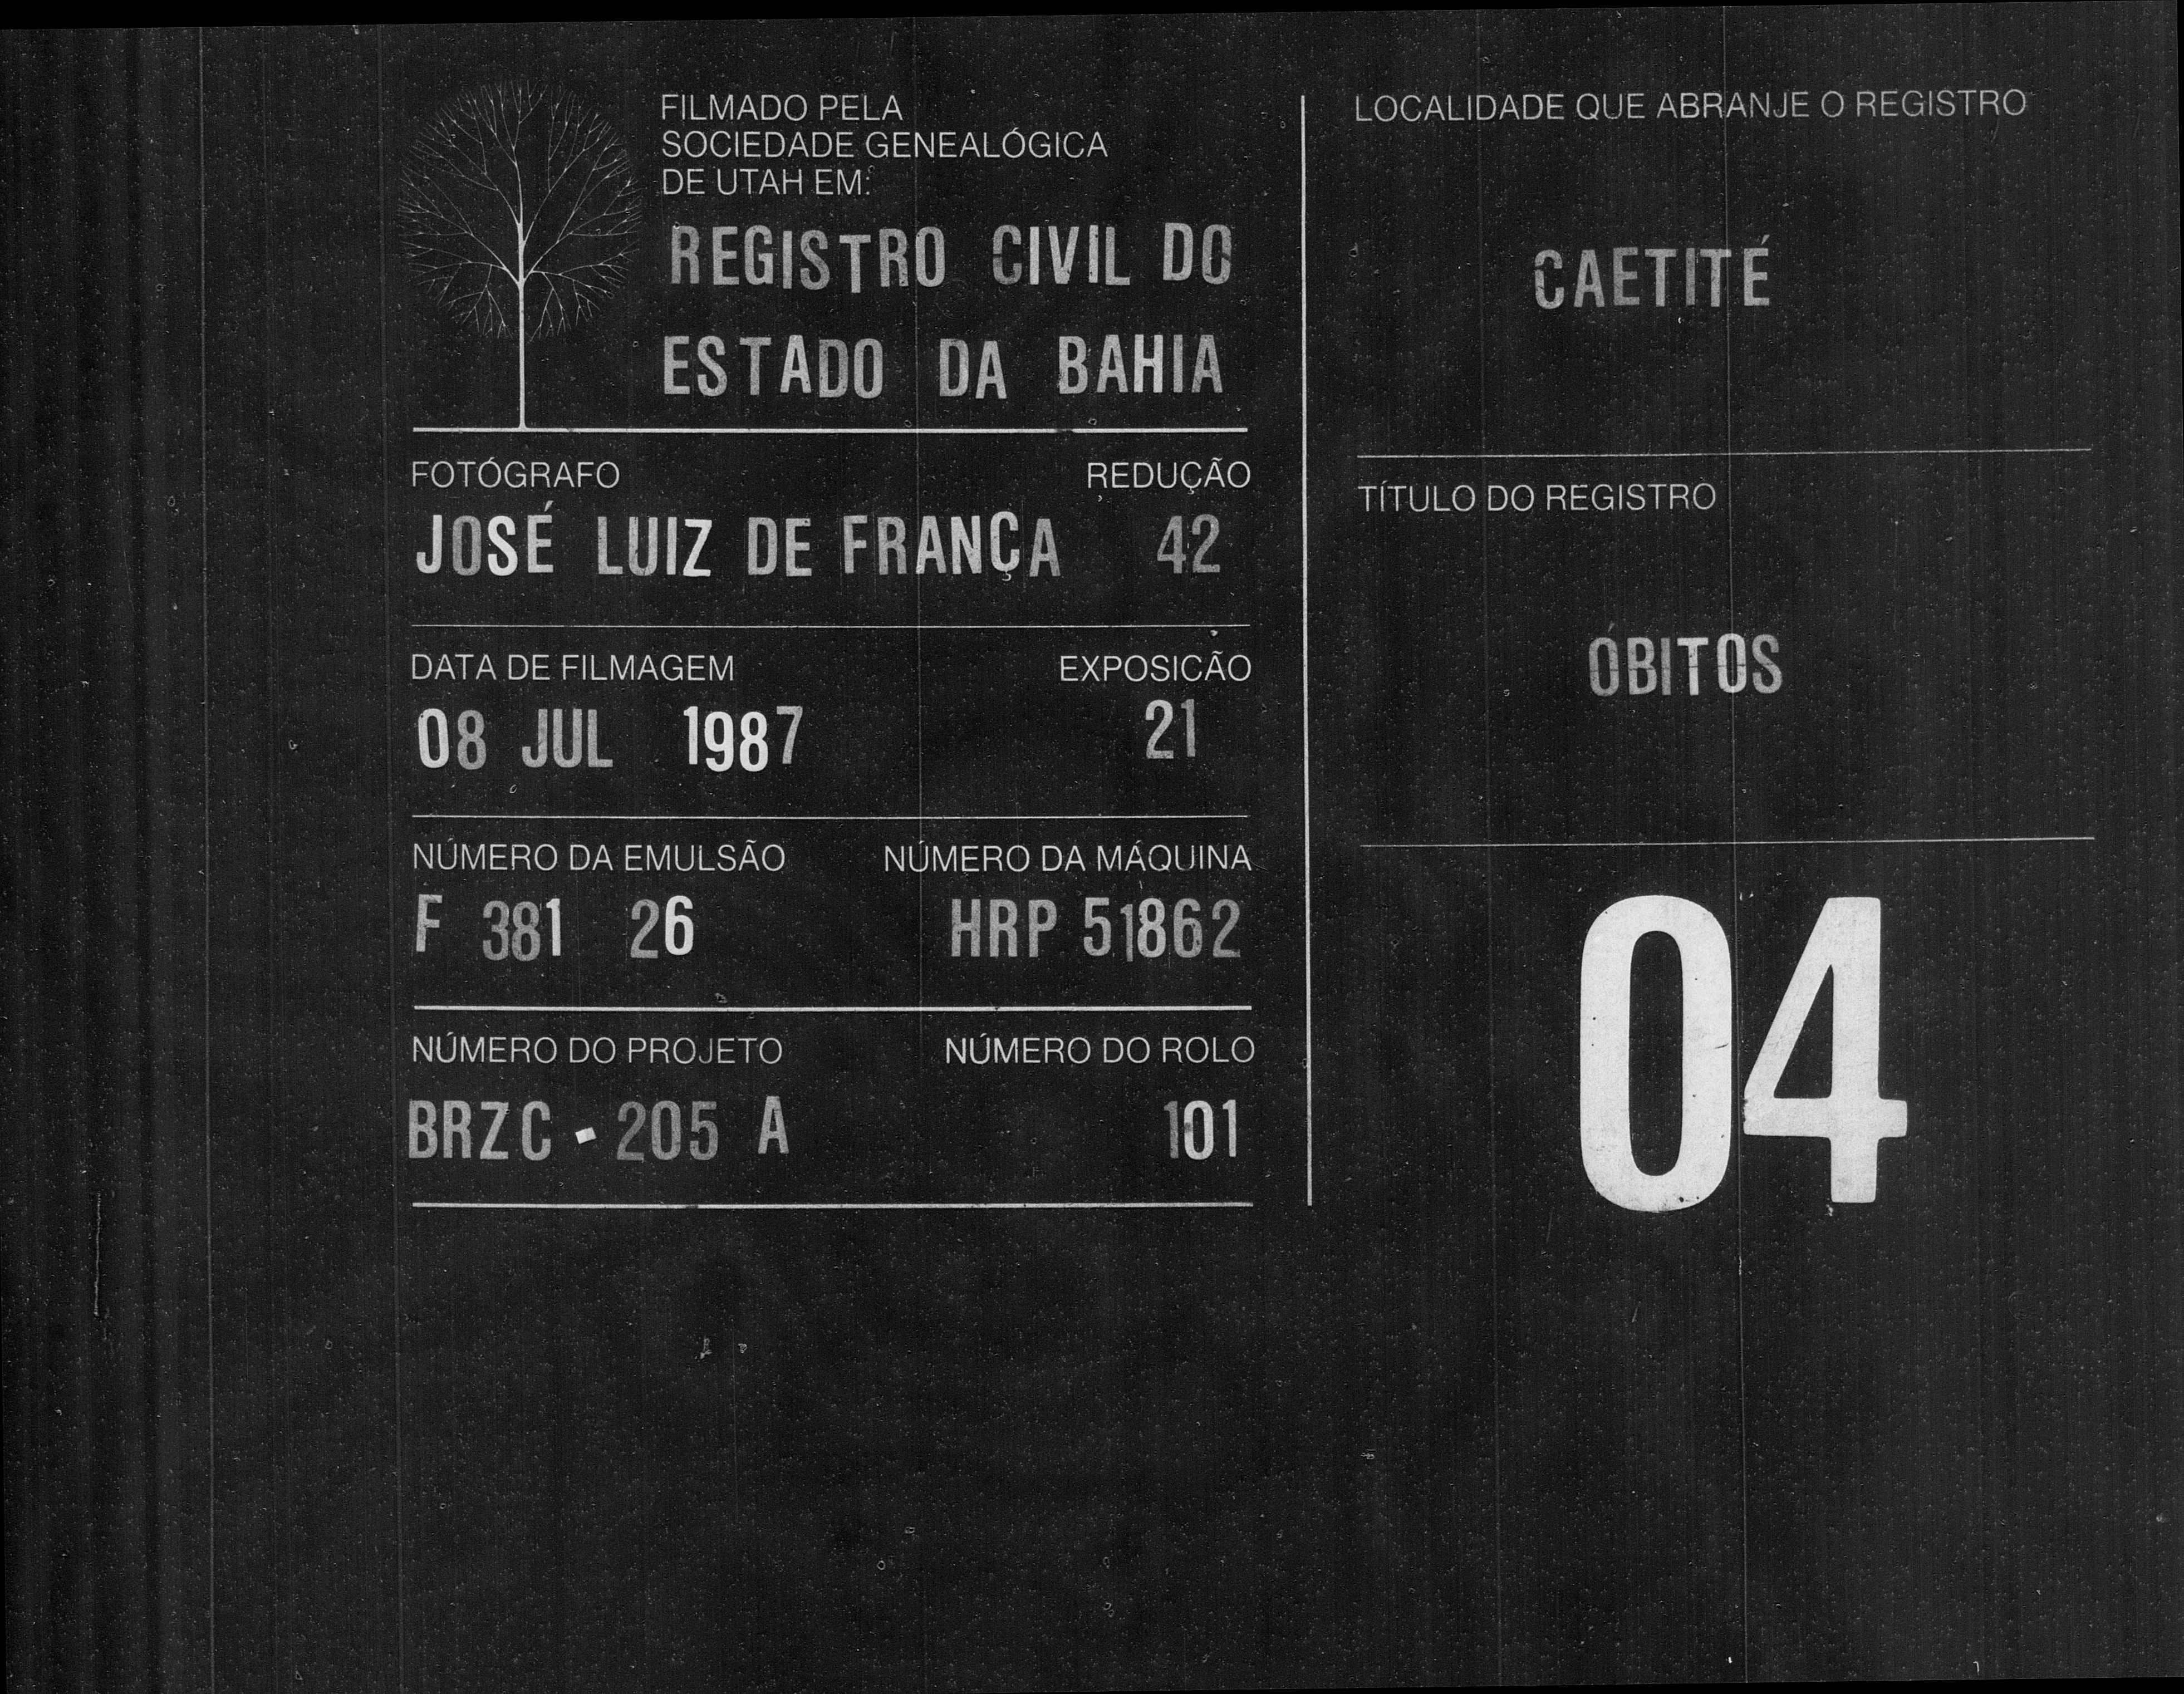 FILMADO PELA
SOCIEDADE GENEALÓGICA
DE UTAH EM:
REGISTRO CIVIL DO
ESTADO DA BAHIA
FOTÓGRAFO REDUÇÃO
JOSÉ LUIZ DE FRANÇA 42
DATA DE FILMAGEM EXPOSICÃO
08 JUL 1987 21
NÚMERO DA EMULSÃO NÚMERO DA MÁQUINA
F 381 26 HRP 51862
NÚMERO DO PROJETO NÚMERO DO ROLO
BRZC - 205 A 101
LOCALIDADE QUE ABRANJE O REGISTRO
CAETITÉ
TÍTULO DO REGISTRO
ÓBITOS
04